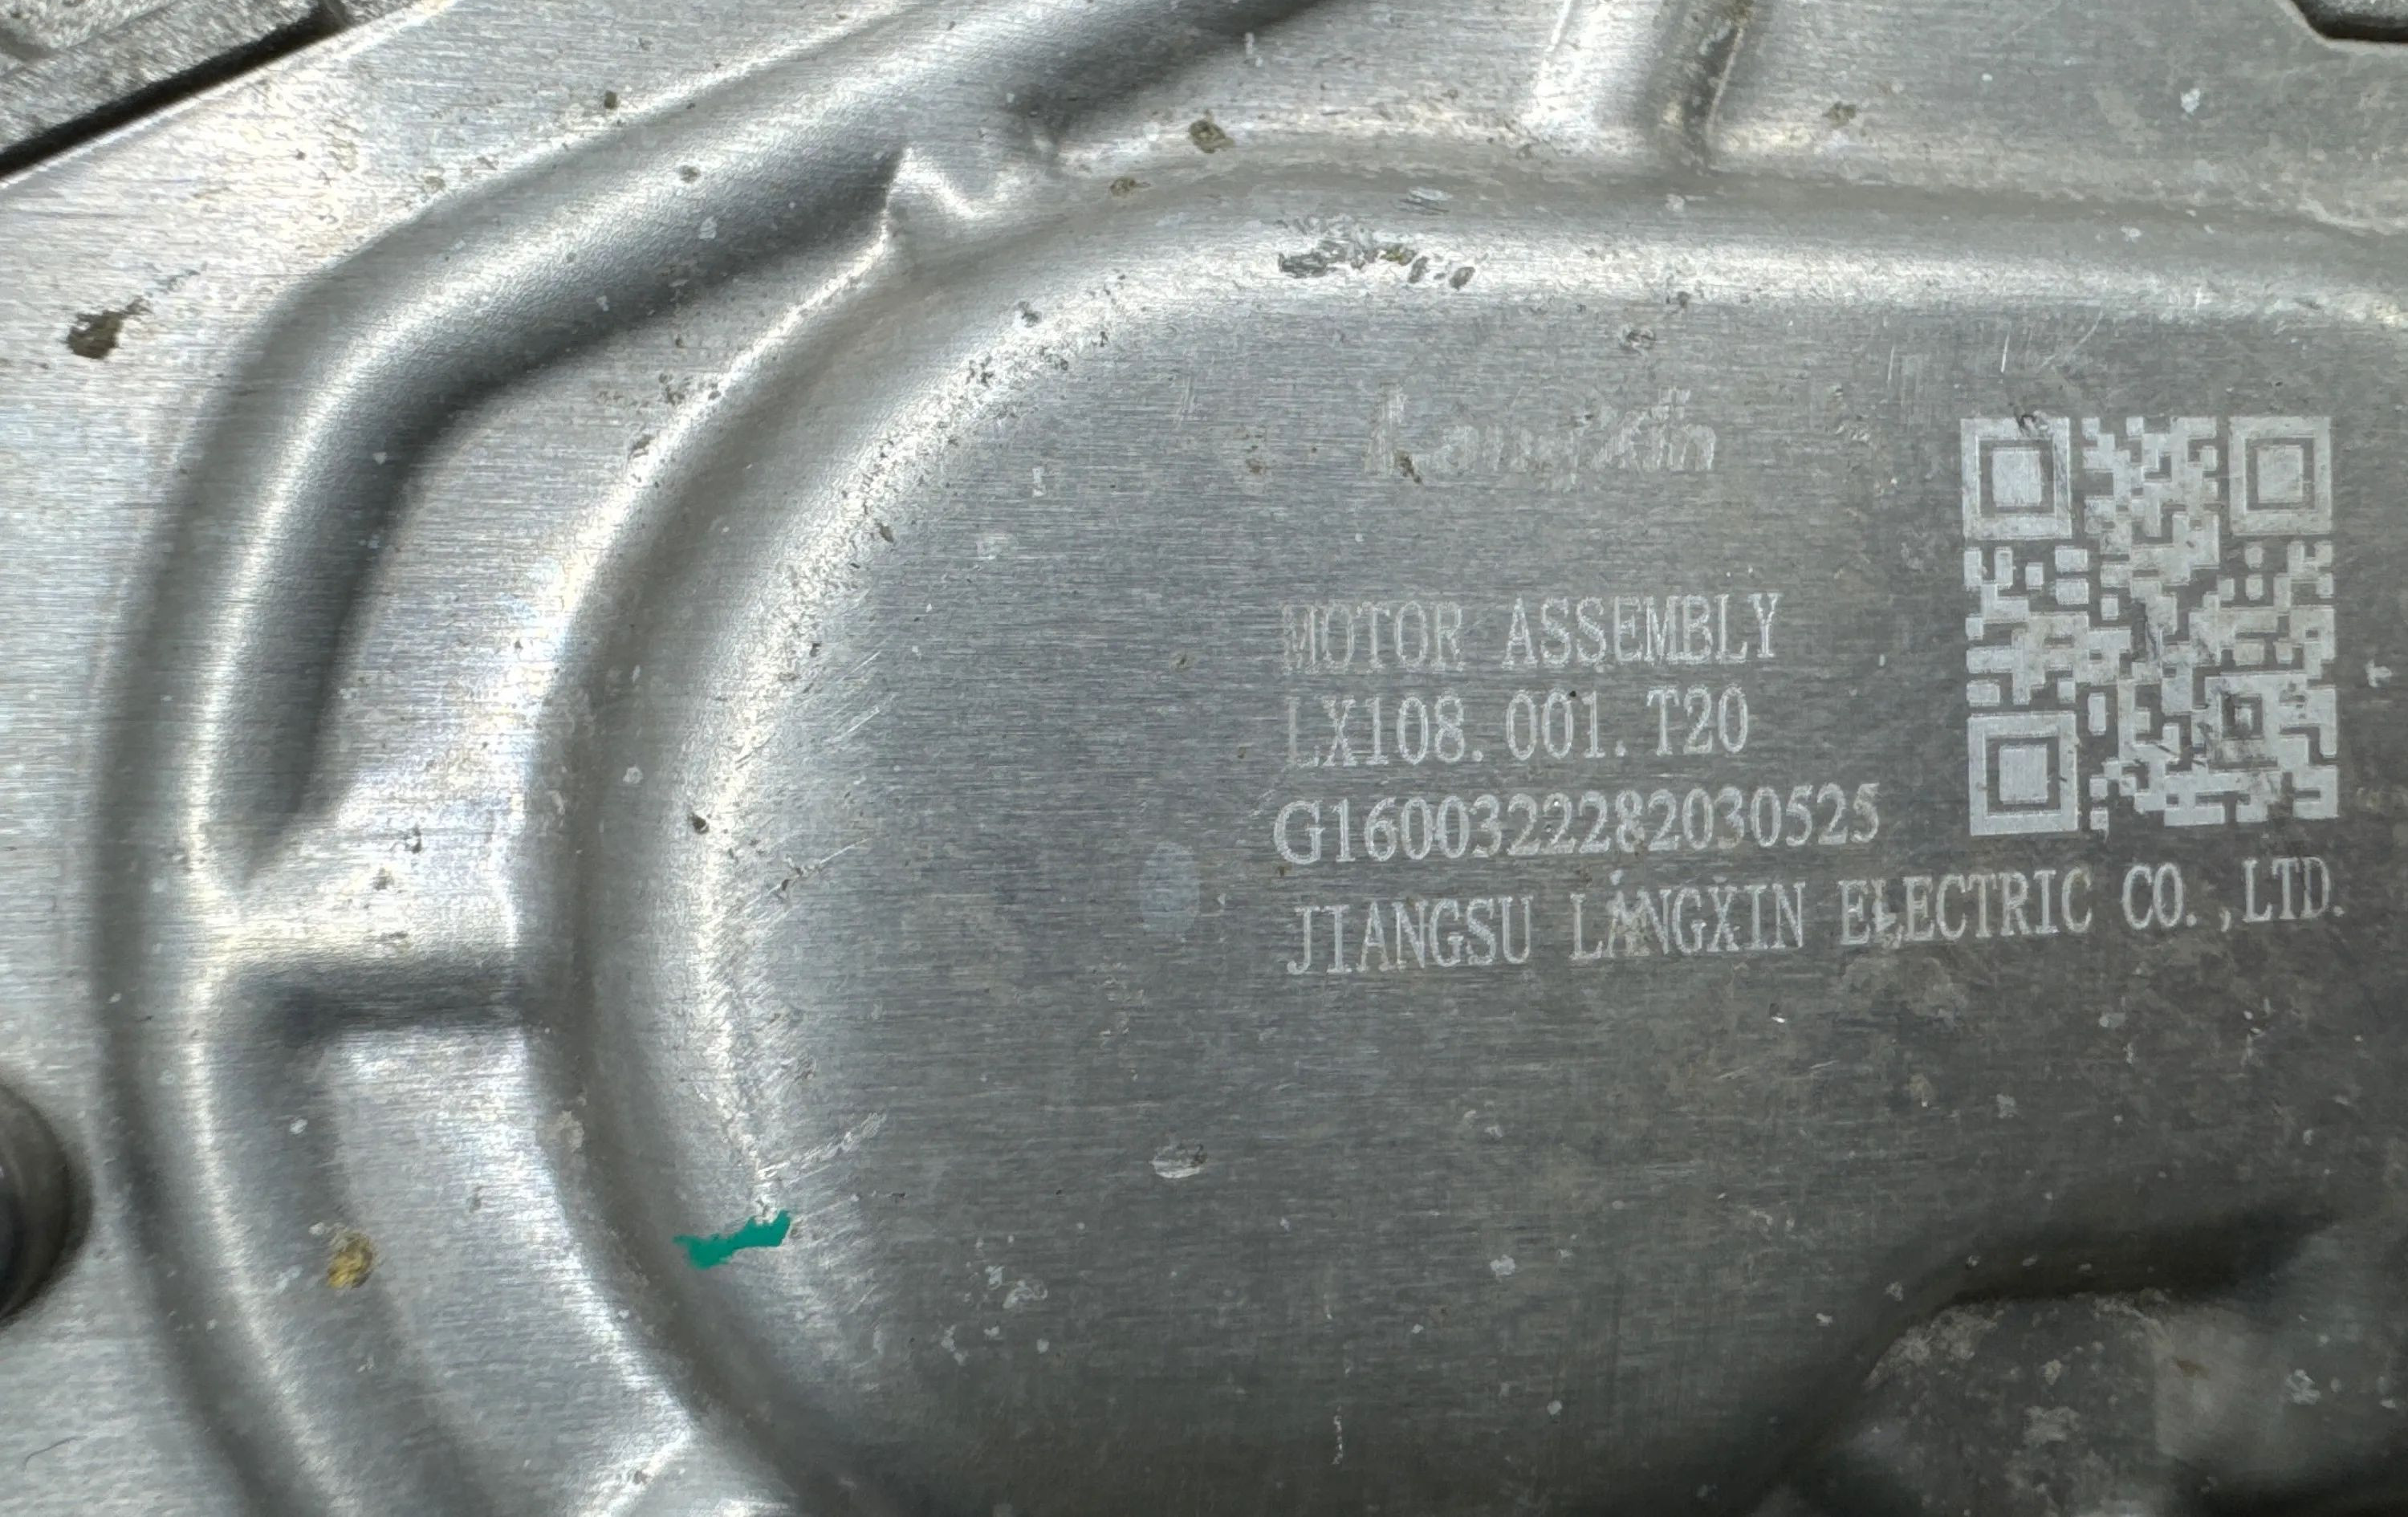 Langxin
MOTOR ASSEMBLY
LX108.001.T20
G1600322282030525
JIANGSU LANGXIN ELECTRIC CO.,LTD.